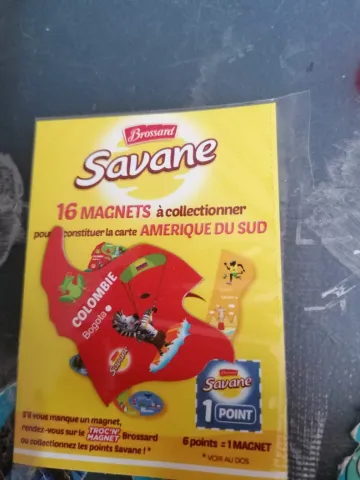 Brossard
Savane
16 MAGNETS à collectionner
pour constituer la carte AMERIQUE DU SUD
COLOMBIE
Bogota
Savane
Brossard
Savane
1 POINT
S'il vous manque un magnet,
rendez-vous sur le TROC'N' MAGNET Brossard
ou collectionnez les points Savane ! *
6 points = 1 MAGNET
* VOIR AU DOS